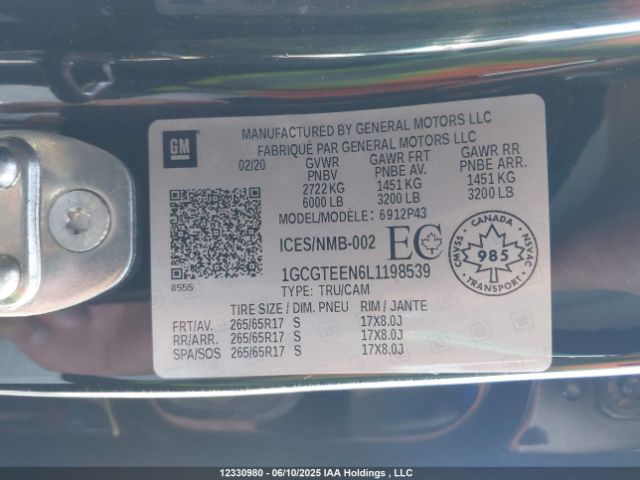 GM
MANUFACTURED BY GENERAL MOTORS LLC
FABRIQUÉ PAR GENERAL MOTORS LLC
02/20 GVWR GAWR FRT GAWR RR
PNBV PNBE AV. PNBE ARR.
2722 KG 1451 KG 1451 KG
6000 LB 3200 LB 3200 LB
MODEL/MODÈLE: 6912P43
ICES/NMB-002 EC
CANADA
CMVSS 985 NSVAC
TRANSPORT
8555
1GCGTEEN6L1198539
TYPE: TRU/CAM
TIRE SIZE / DIM. PNEU RIM / JANTE
FRT/AV. 265/65R17 S 17X8.0J
RR/ARR. 265/65R17 S 17X8.0J
SPA/SOS 265/65R17 S 17X8.0J
12330980 - 06/10/2025 IAA Holdings , LLC